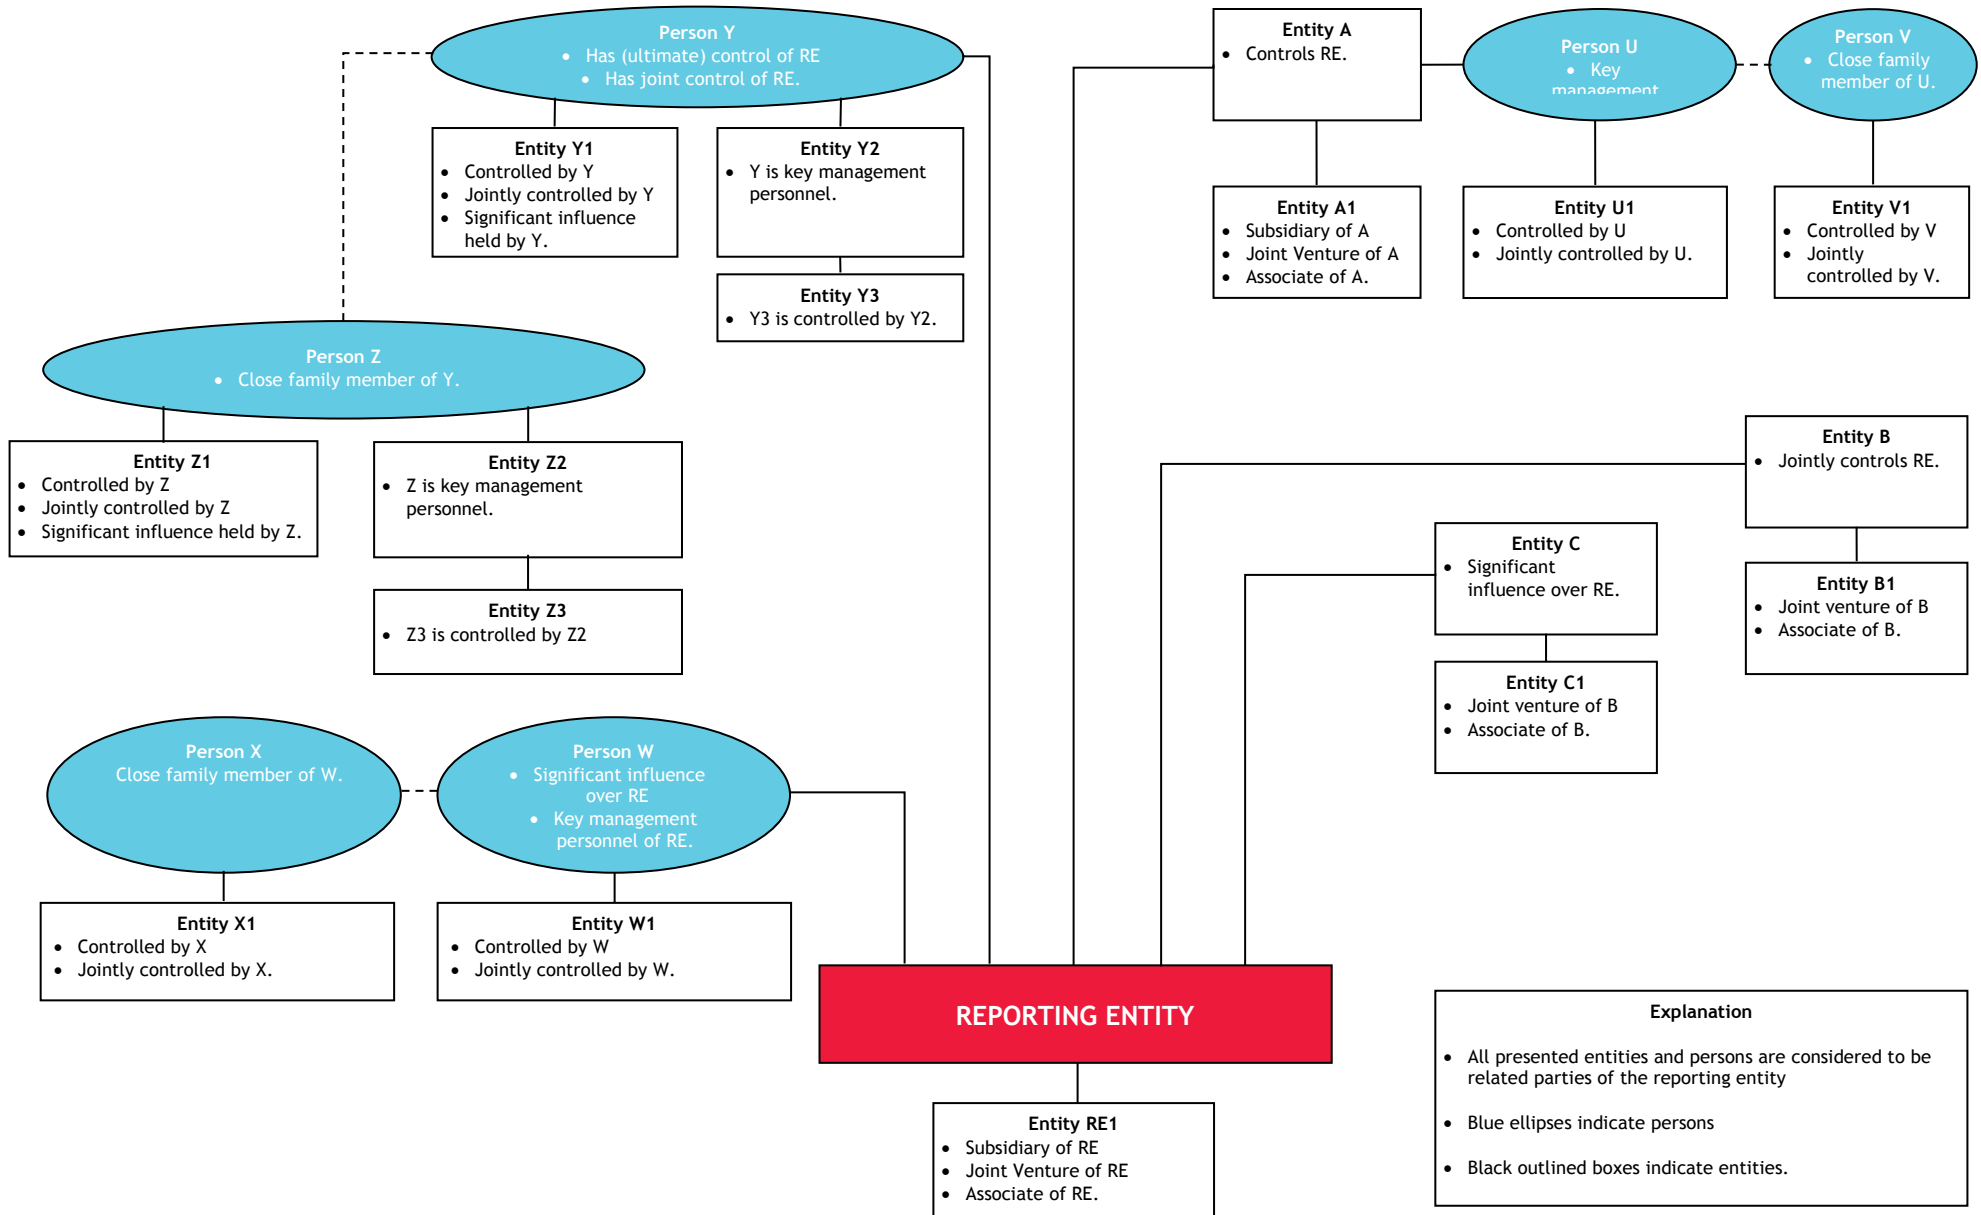 Person Y
• Has (ultimate) control of RE
• Has joint control of RE.
Entity Y1
• Controlled by Y
• Jointly controlled by Y
• Significant influence
held by Y.
Entity Y2
• Y is key management
personnel.
Entity Y3
• Y3 is controlled by Y2.
Entity A
• Controls RE.
Person U
• Key
management
Person V
• Close family
member of U.
Entity A1
• Subsidiary of A
• Joint Venture of A
• Associate of A.
Entity U1
• Controlled by U
• Jointly controlled by U.
Entity V1
• Controlled by V
• Jointly
controlled by V.
Person Z
• Close family member of Y.
Entity Z1
• Controlled by Z
• Jointly controlled by Z
• Significant influence held by Z.
Entity Z2
• Z is key management
personnel.
Entity Z3
• Z3 is controlled by Z2
Entity B
• Jointly controls RE.
Entity B1
• Joint venture of B
• Associate of B.
Entity C
• Significant
influence over RE.
Entity C1
• Joint venture of B
• Associate of B.
Person X
Close family member of W.
Person W
• Significant influence
over RE
• Key management
personnel of RE.
Entity X1
• Controlled by X
• Jointly controlled by X.
Entity W1
• Controlled by W
• Jointly controlled by W.
REPORTING ENTITY
Entity RE1
• Subsidiary of RE
• Joint Venture of RE
• Associate of RE.
Explanation
• All presented entities and persons are considered to be
related parties of the reporting entity
• Blue ellipses indicate persons
• Black outlined boxes indicate entities.